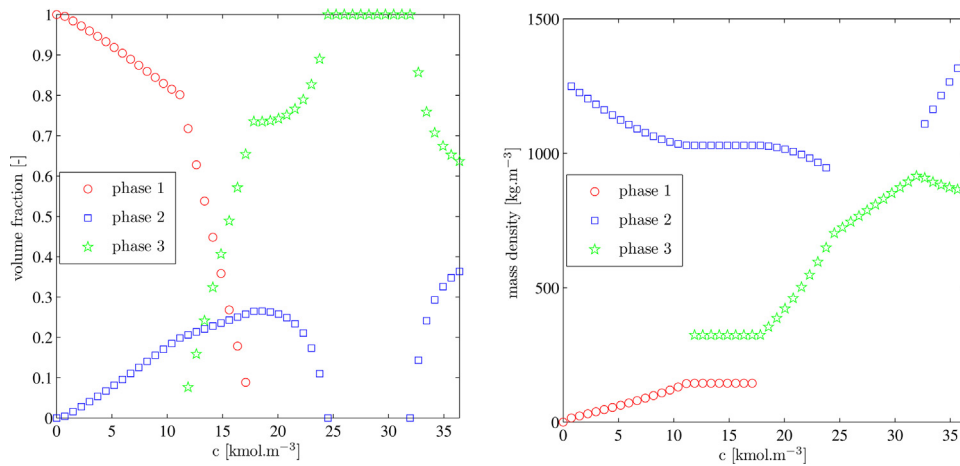 1
0.9
0.8
0.7
0.6
0.5
0.4
0.3
0.2
0.1
0
volume fraction [-]
phase 1
phase 2
phase 3
0 5 10 15 20 25 30 35
c [kmol.m⁻³]
1500
1000
500
0
mass density [kg.m⁻³]
phase 1
phase 2
phase 3
0 5 10 15 20 25 30 35
c [kmol.m⁻³]